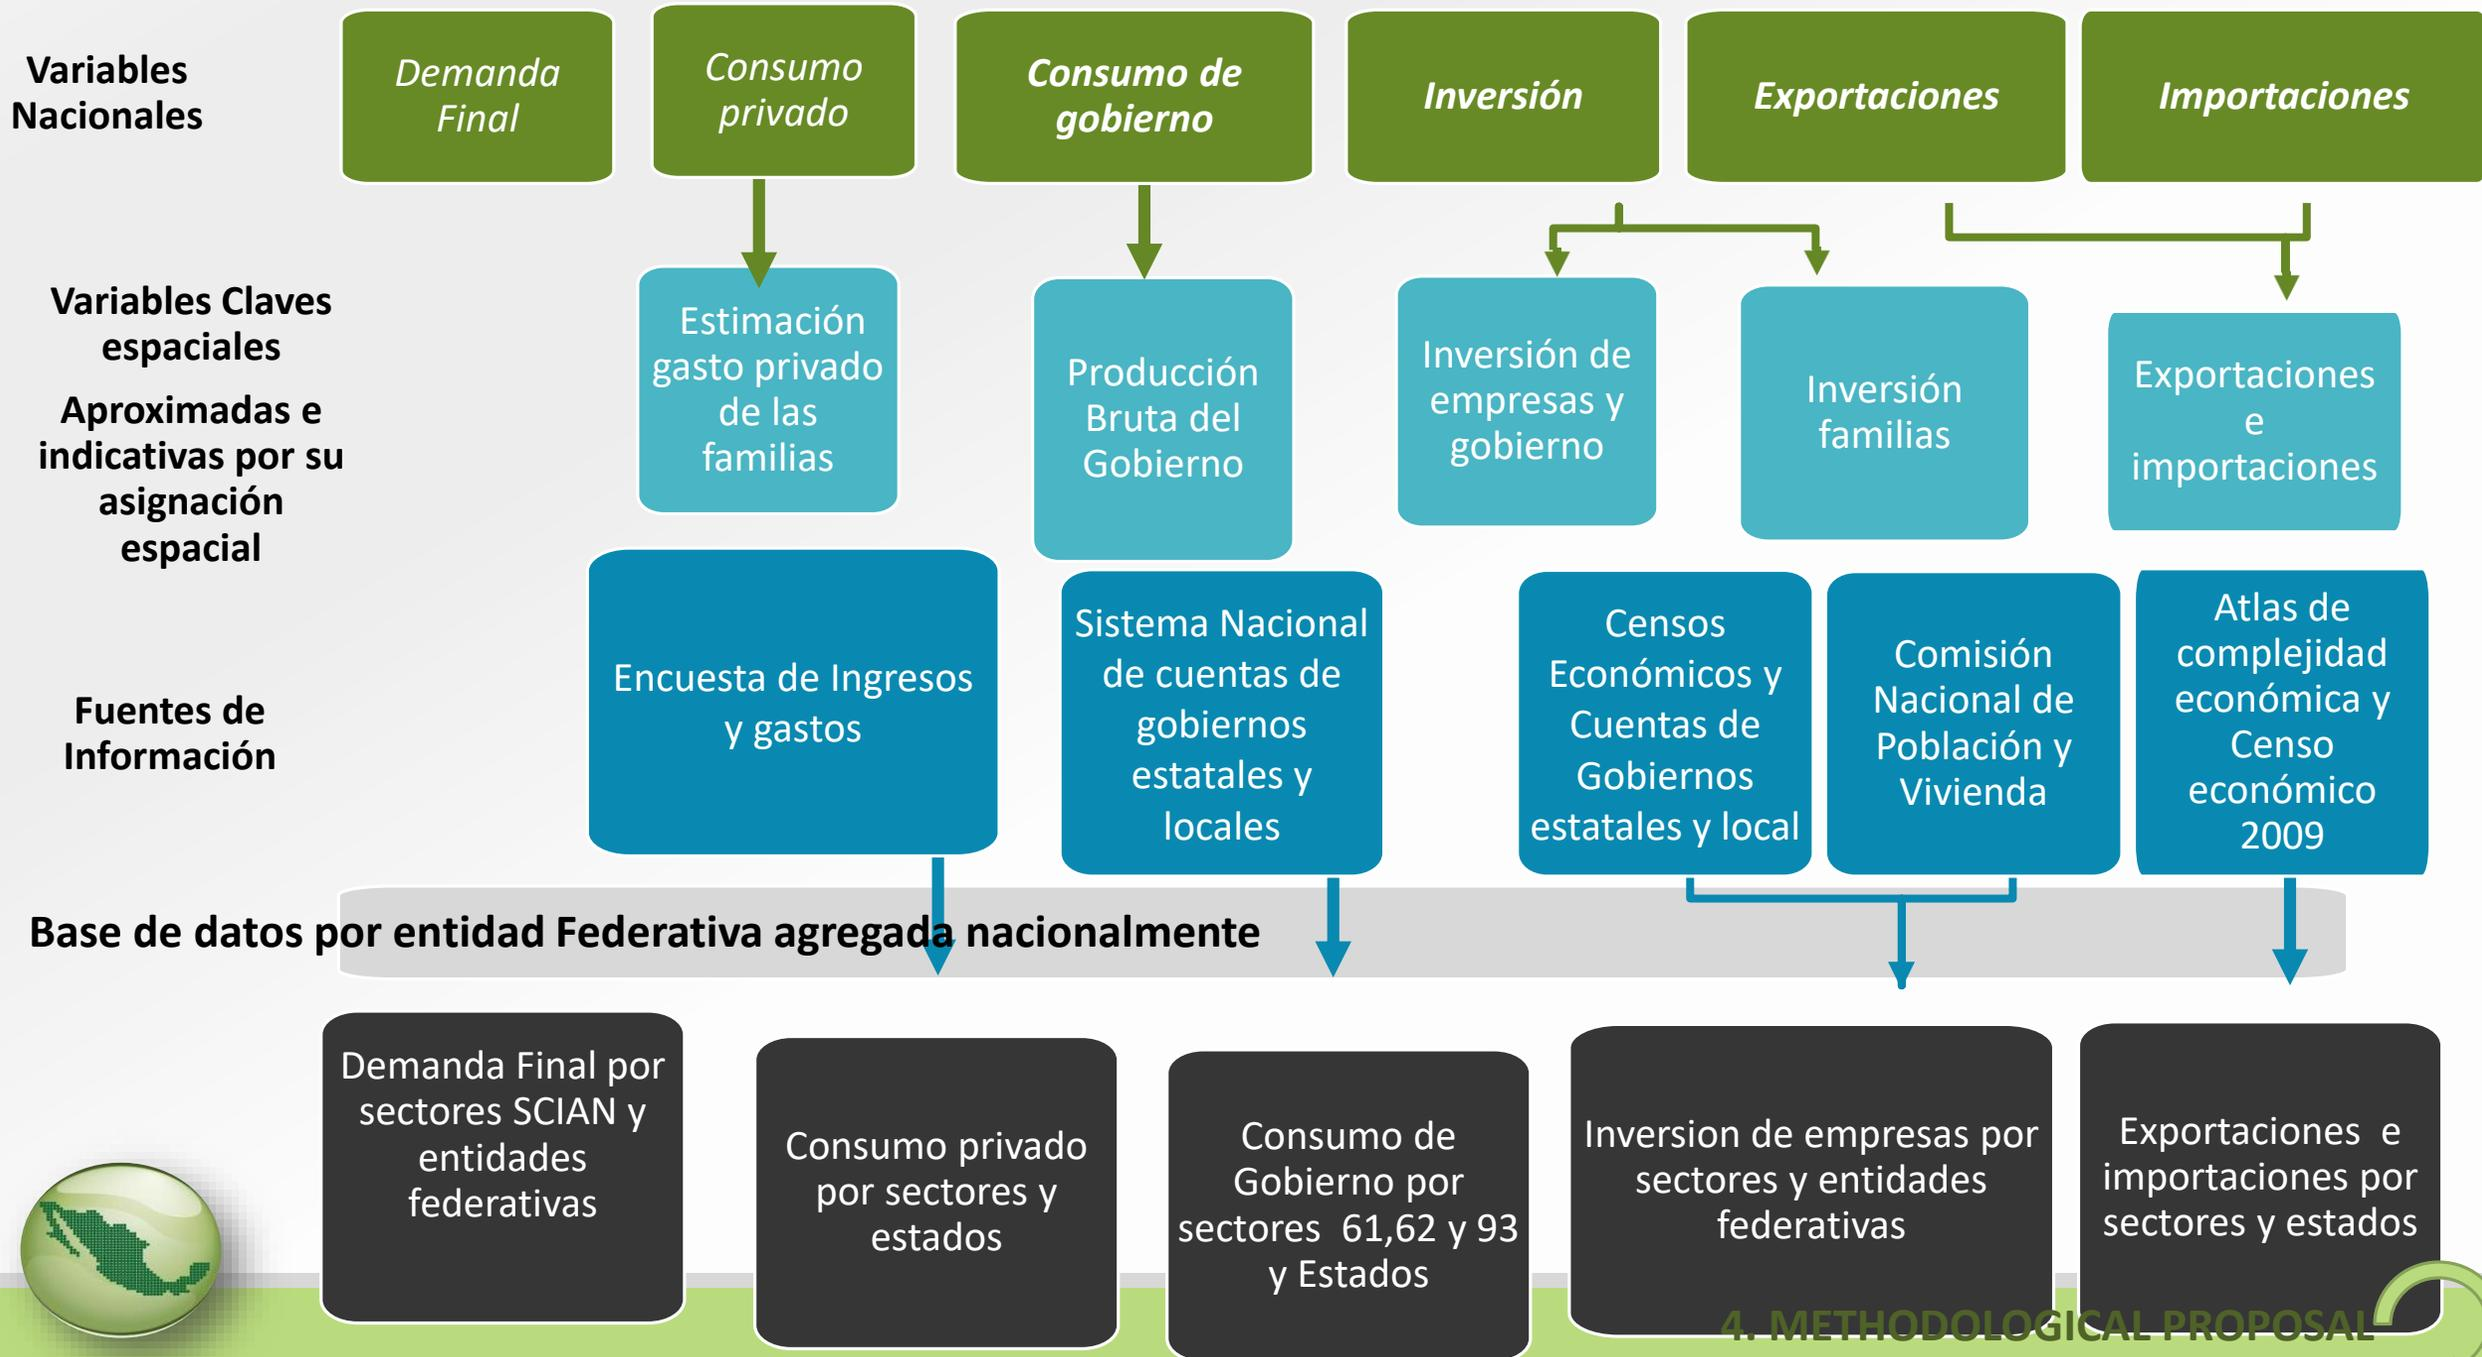 Variables
Nacionales
Demanda
Final
Consumo
privado
Consumo de
gobierno
Inversión
Exportaciones
Importaciones
Variables Claves
espaciales
Aproximadas e
indicativas por su
asignación
espacial
Estimación
gasto privado
de las
familias
Producción
Bruta del
Gobierno
Inversión de
empresas y
gobierno
Inversión
familias
Exportaciones
e
importaciones
Fuentes de
Información
Encuesta de Ingresos
y gastos
Sistema Nacional
de cuentas de
gobiernos
estatales y
locales
Censos
Económicos y
Cuentas de
Gobiernos
estatales y local
Comisión
Nacional de
Población y
Vivienda
Atlas de
complejidad
económica y
Censo
económico
2009
Base de datos por entidad Federativa agregada nacionalmente
Demanda Final por
sectores SCIAN y
entidades
federativas
Consumo privado
por sectores y
estados
Consumo de
Gobierno por
sectores 61,62 y 93
y Estados
Inversion de empresas por
sectores y entidades
federativas
Exportaciones e
importaciones por
sectores y estados
4. METHODOLOGICAL PROPOSAL